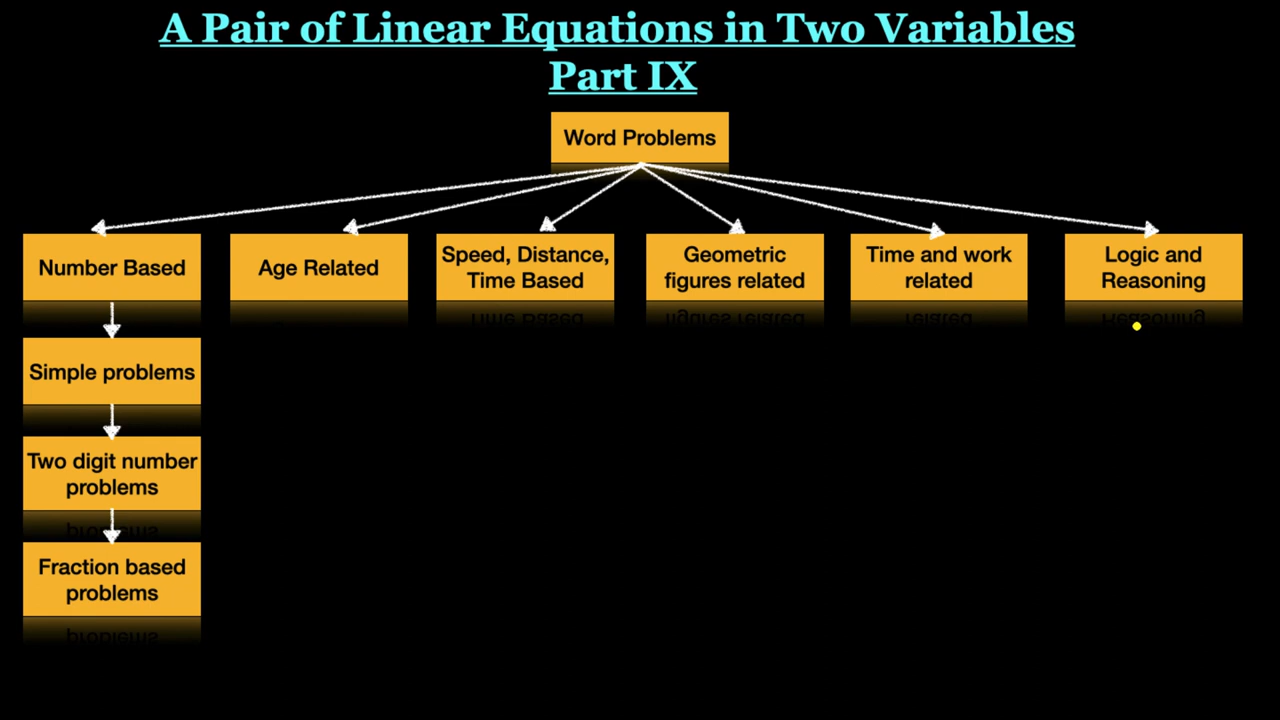 A Pair of Linear Equations in Two Variables
Part IX
Word Problems
Number Based
Age Related
Speed, Distance,
Time Based
Geometric
figures related
Time and work
related
Logic and
Reasoning
Simple problems
Two digit number
problems
Fraction based
problems